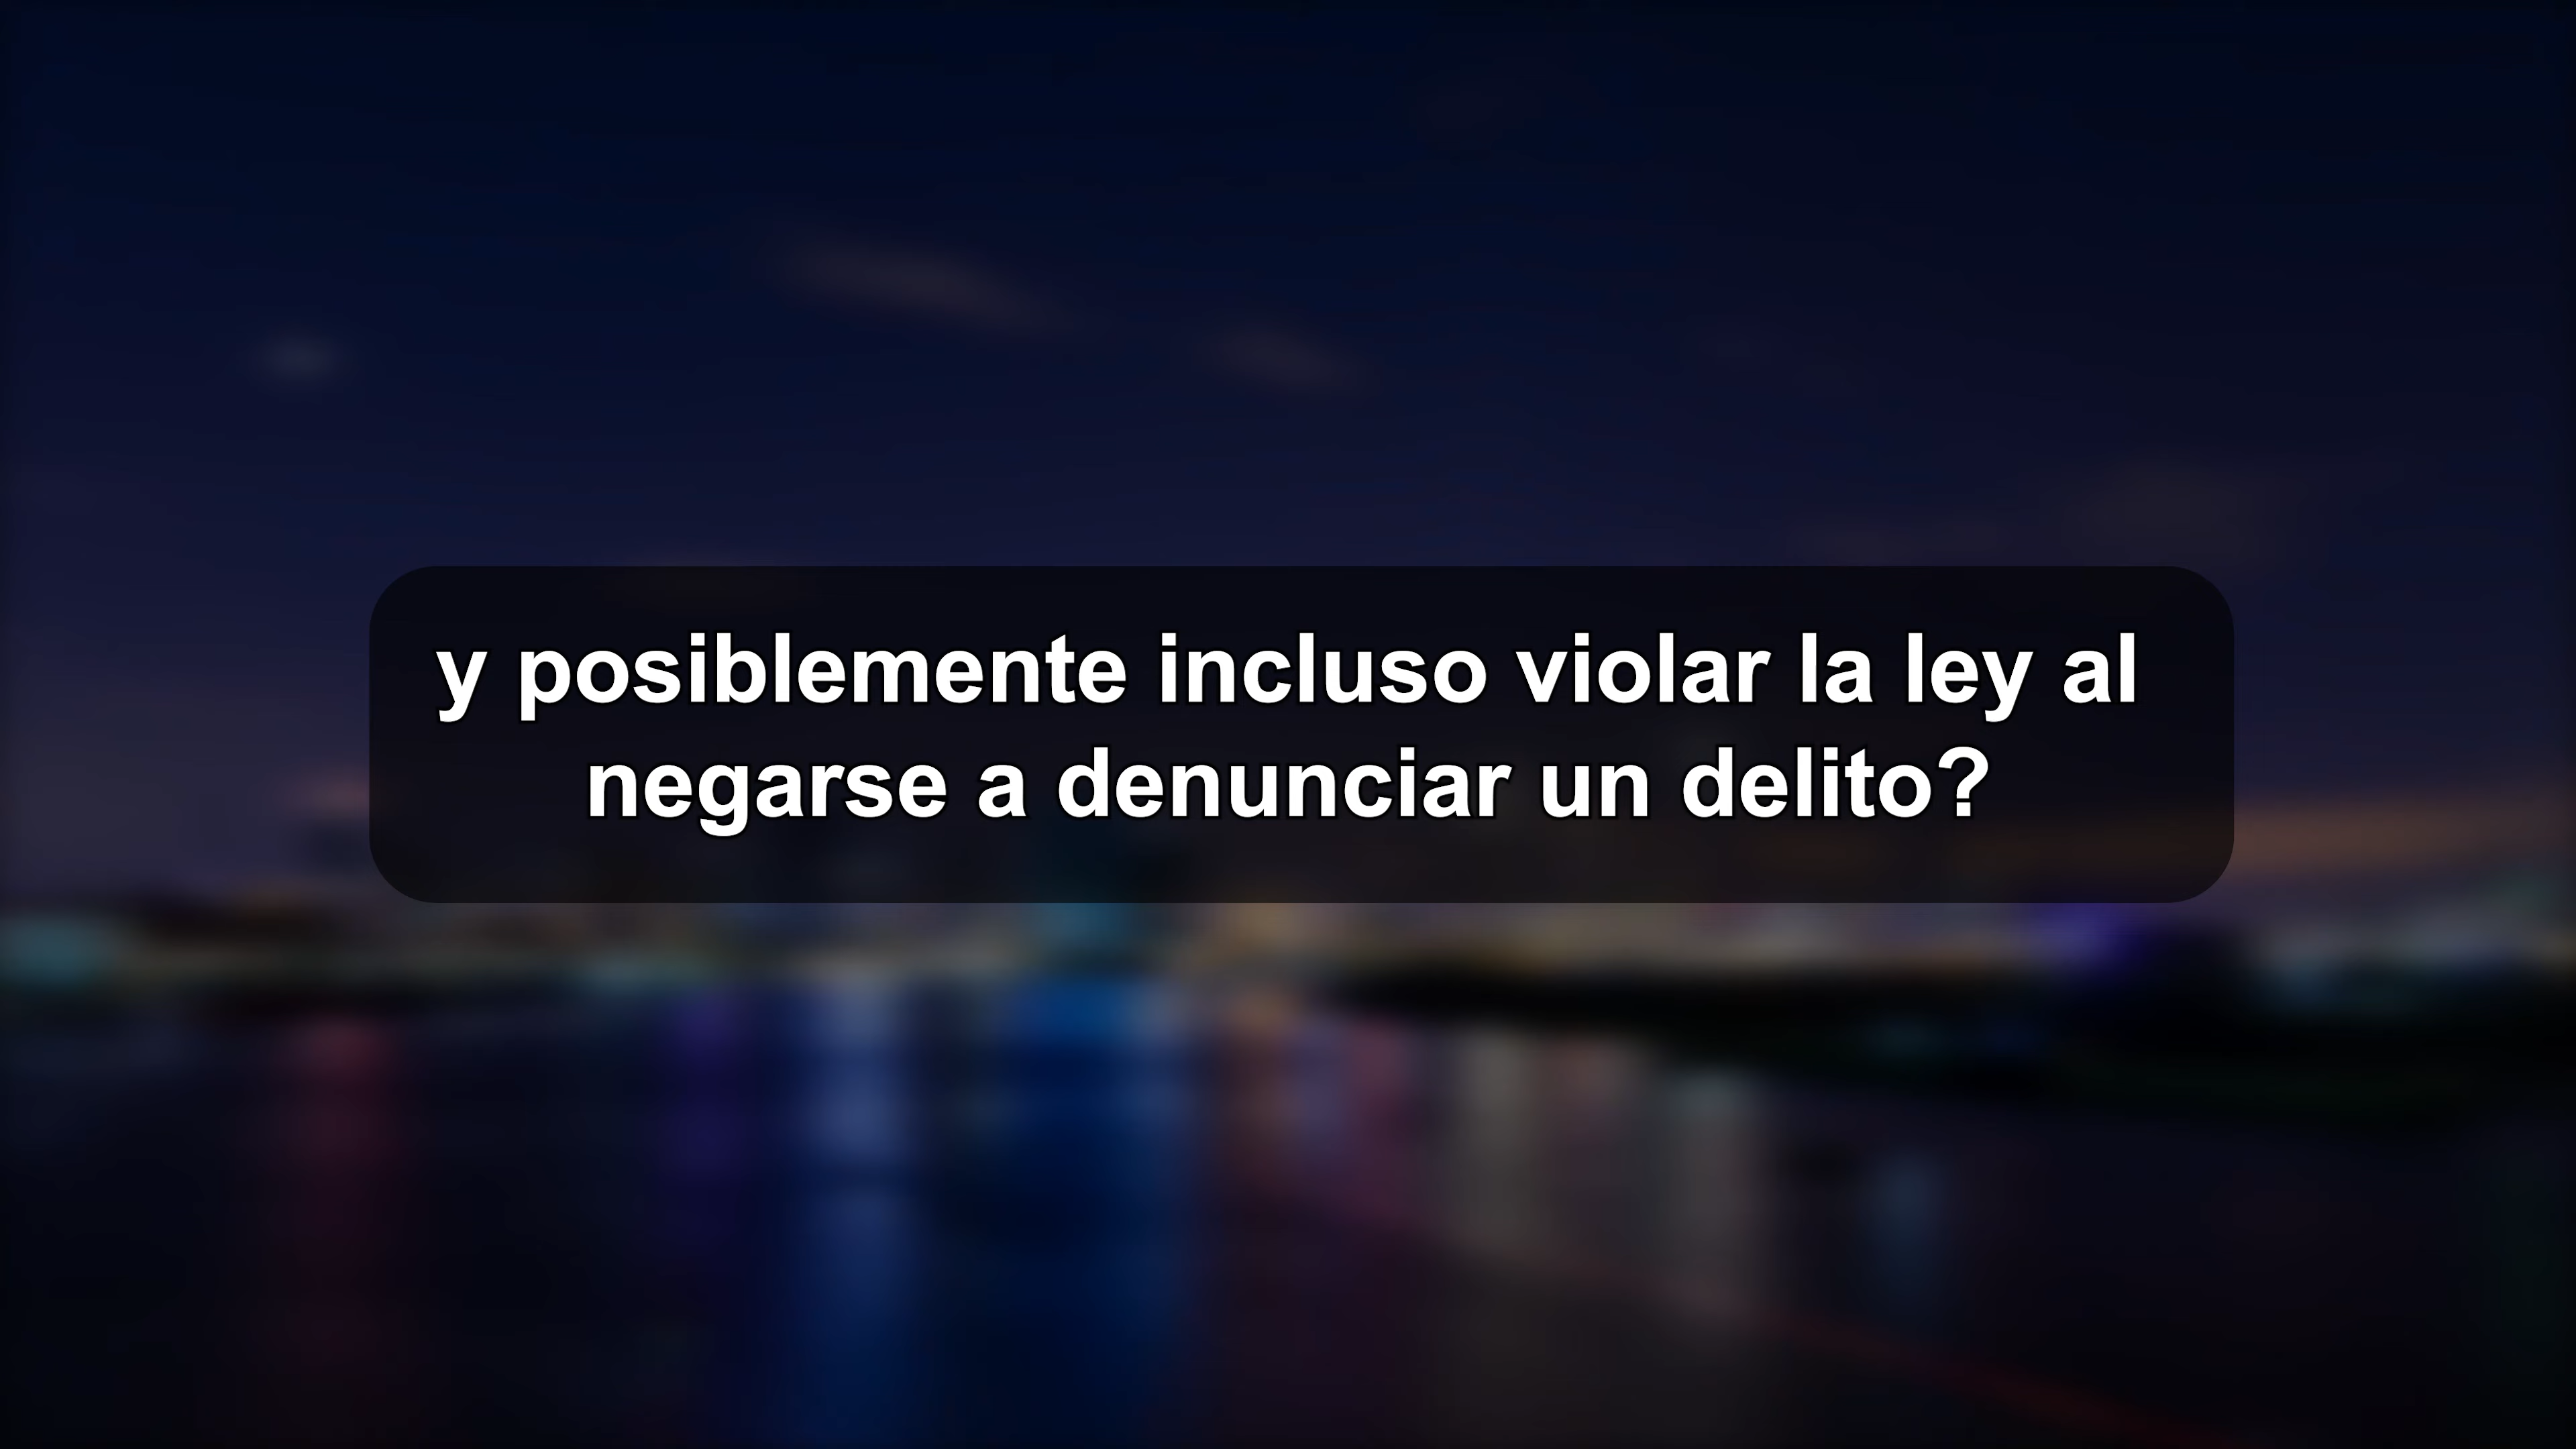 y posiblemente incluso violar la ley al
negarse a denunciar un delito?